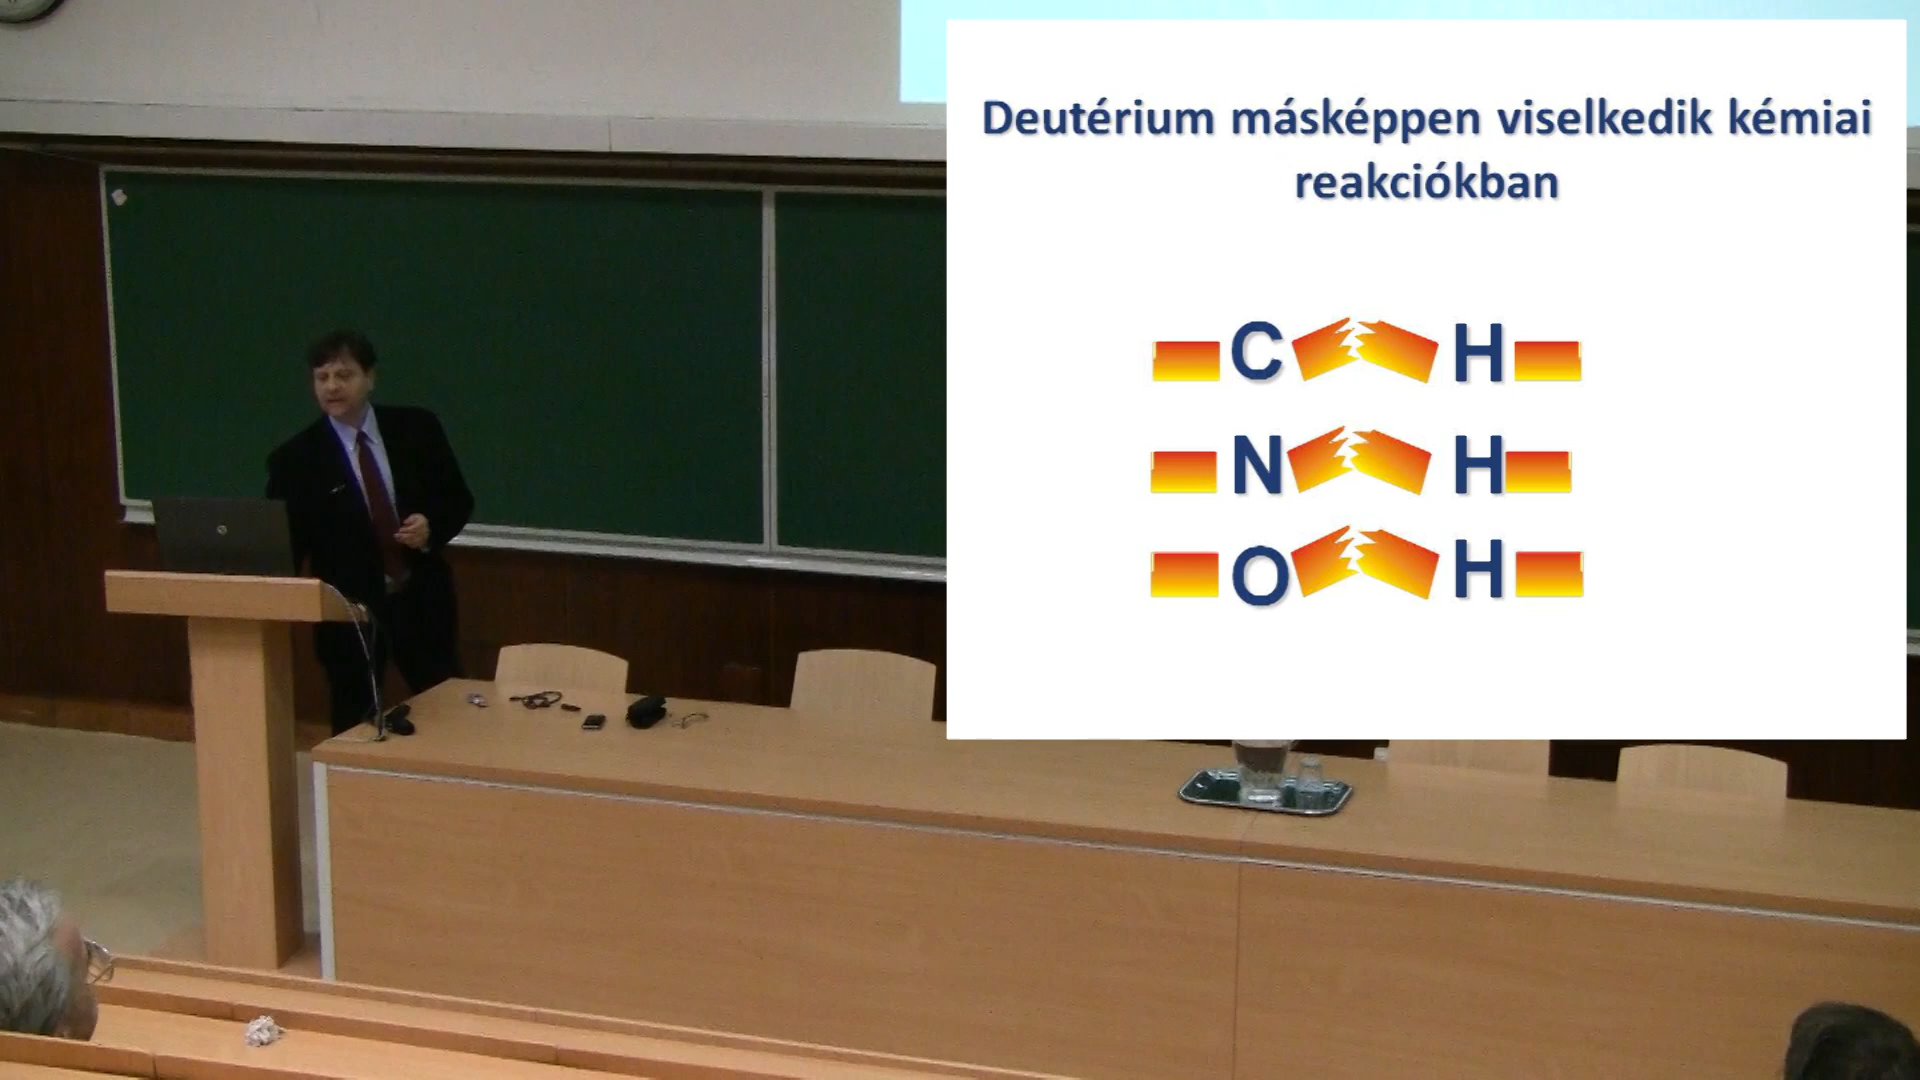 Deutérium másképpen viselkedik kémiai
reakciókban
C H
N H
O H